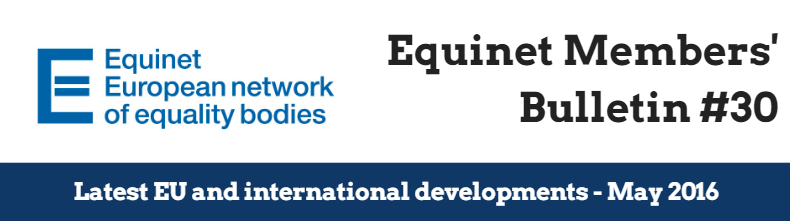 Equinet
European network
of equality bodies
Equinet Members'
Bulletin #30
Latest EU and international developments - May 2016